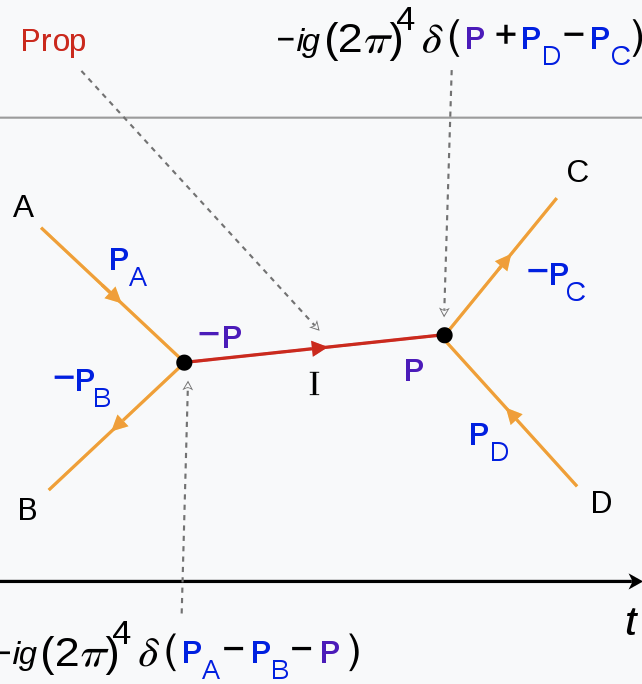 Prop
−ig(2π)⁴ δ(P + P_D − P_C)
A
C
P_A
−P_C
−P
P
I
−P_B
P_D
B
D
t
−ig(2π)⁴ δ(P_A − P_B − P)